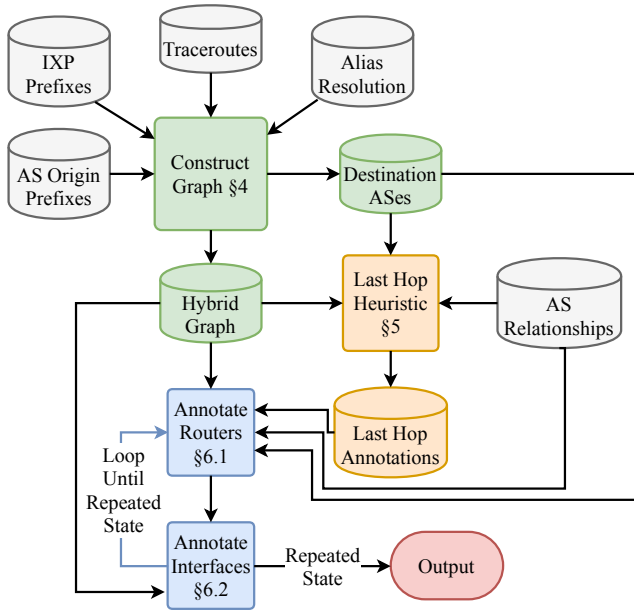 IXP
Prefixes
Traceroutes
Alias
Resolution
AS Origin
Prefixes
Construct
Graph §4
Destination
ASes
Hybrid
Graph
Last Hop
Heuristic
§5
AS
Relationships
Annotate
Routers
§6.1
Last Hop
Annotations
Loop
Until
Repeated
State
Annotate
Interfaces
§6.2
Repeated
State
Output